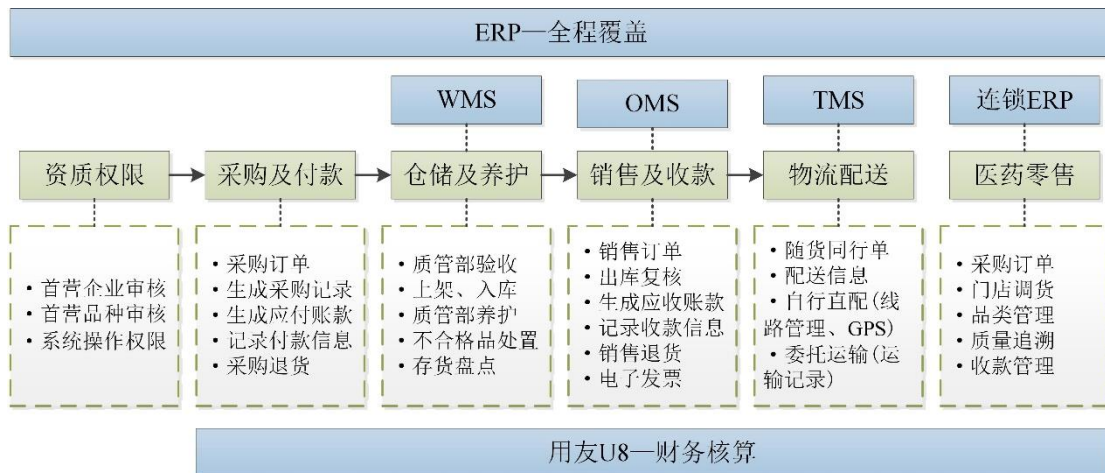 ERP—全程覆盖
WMS
OMS
TMS
连锁ERP
资质权限
采购及付款
仓储及养护
销售及收款
物流配送
医药零售
• 首营企业审核
• 首营品种审核
• 系统操作权限
• 采购订单
• 生成采购记录
• 生成应付账款
• 记录付款信息
• 采购退货
• 质管部验收
• 上架、入库
• 质管部养护
• 不合格品处置
• 存货盘点
• 销售订单
• 出库复核
• 生成应收账款
• 记录收款信息
• 销售退货
• 电子发票
• 随货同行单
• 配送信息
• 自行直配(线
路管理、GPS)
• 委托运输(运
输记录)
• 采购订单
• 门店调货
• 品类管理
• 质量追溯
• 收款管理
用友U8—财务核算